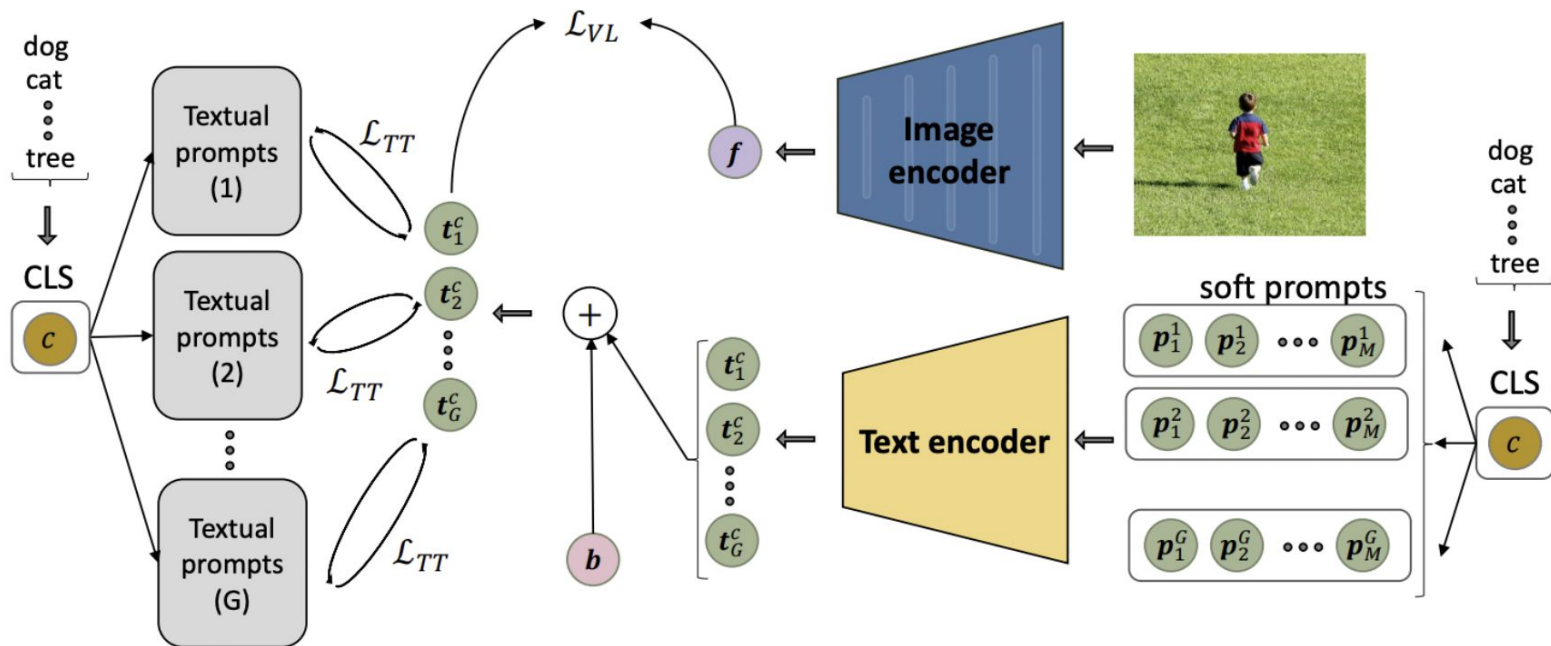 dog
cat
tree
CLS
c
Textual
prompts
(1)
Textual
prompts
(2)
Textual
prompts
(G)
ℒ_TT
ℒ_TT
ℒ_TT
ℒ_VL
t_1^c
t_2^c
t_G^c
f
Image
encoder
+
b
t_1^c
t_2^c
t_G^c
Text encoder
soft prompts
p_1^1 p_2^1 p_M^1
p_1^2 p_2^2 p_M^2
p_1^G p_2^G p_M^G
dog
cat
tree
CLS
c